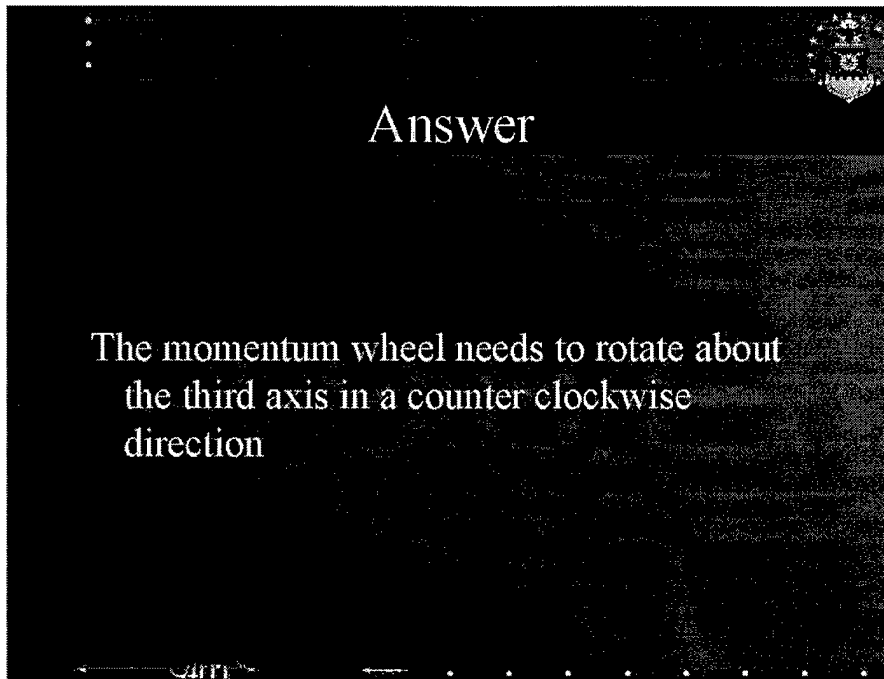 Answer
The momentum wheel needs to rotate about
the third axis in a counter clockwise
direction